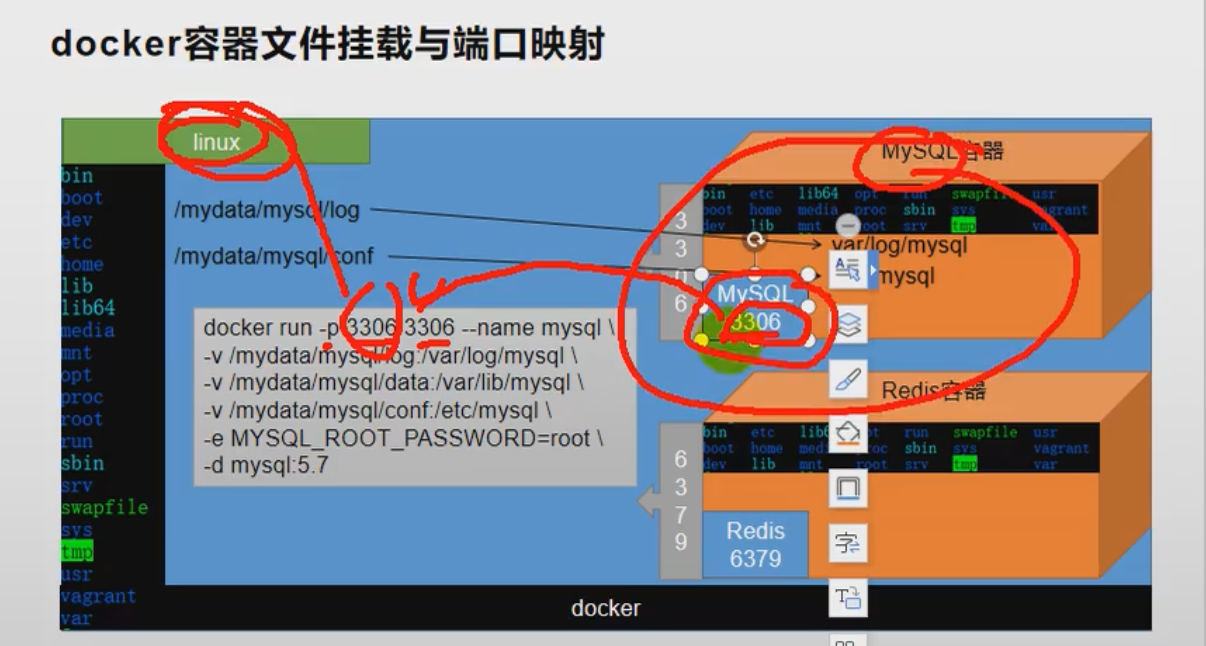 docker容器文件挂载与端口映射
linux
bin
boot
dev
etc
home
lib
lib64
media
mnt
opt
proc
root
run
sbin
srv
swapfile
sys
tmp
usr
vagrant
var
/mydata/mysql/log
/mydata/mysql/conf
docker run -p 3306:3306 --name mysql \
-v /mydata/mysql/log:/var/log/mysql \
-v /mydata/mysql/data:/var/lib/mysql \
-v /mydata/mysql/conf:/etc/mysql \
-e MYSQL_ROOT_PASSWORD=root \
-d mysql:5.7
MySQL容器
bin etc lib64 opt run swapfile usr
boot home media proc sbin sys vagrant
dev lib mnt root srv tmp var
var/log/mysql
mysql
3
3
0
6
MySQL
3306
Redis容器
bin etc lib64 opt run swapfile usr
boot home media proc sbin sys vagrant
dev lib mnt root srv tmp var
6
3
7
9
Redis
6379
docker